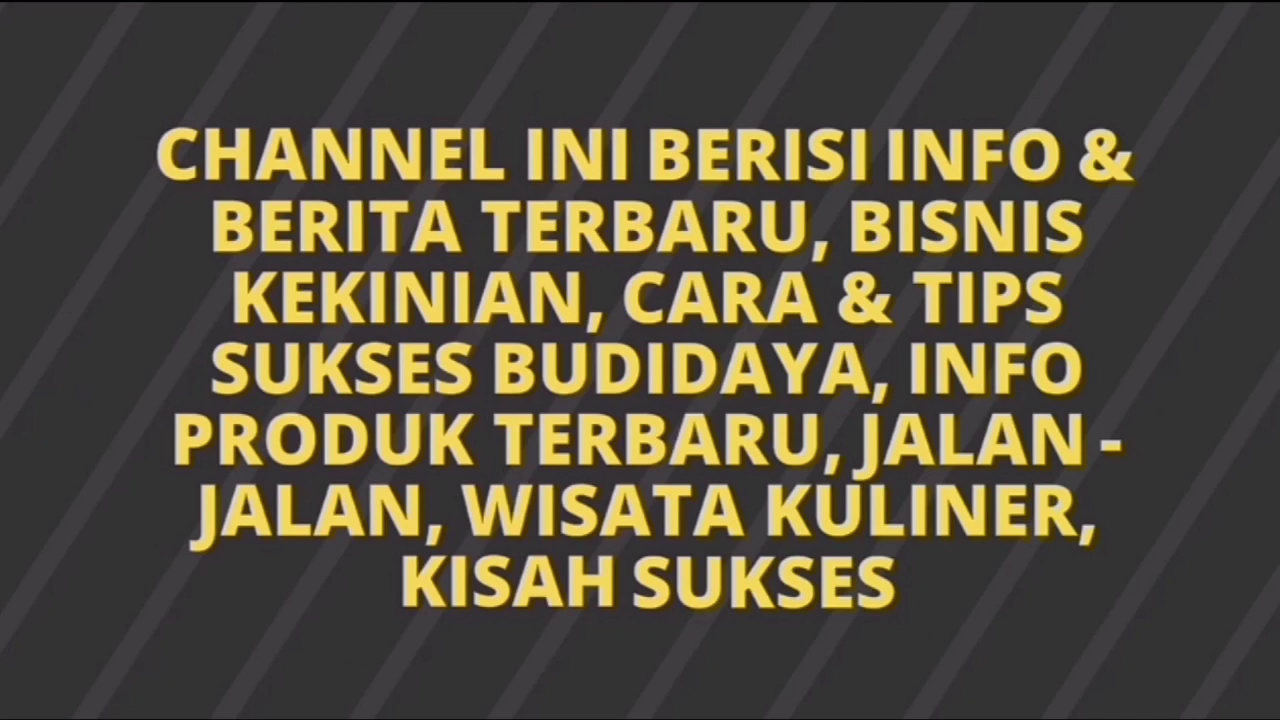 CHANNEL INI BERISI INFO &
BERITA TERBARU, BISNIS
KEKINIAN, CARA & TIPS
SUKSES BUDIDAYA, INFO
PRODUK TERBARU, JALAN -
JALAN, WISATA KULINER,
KISAH SUKSES